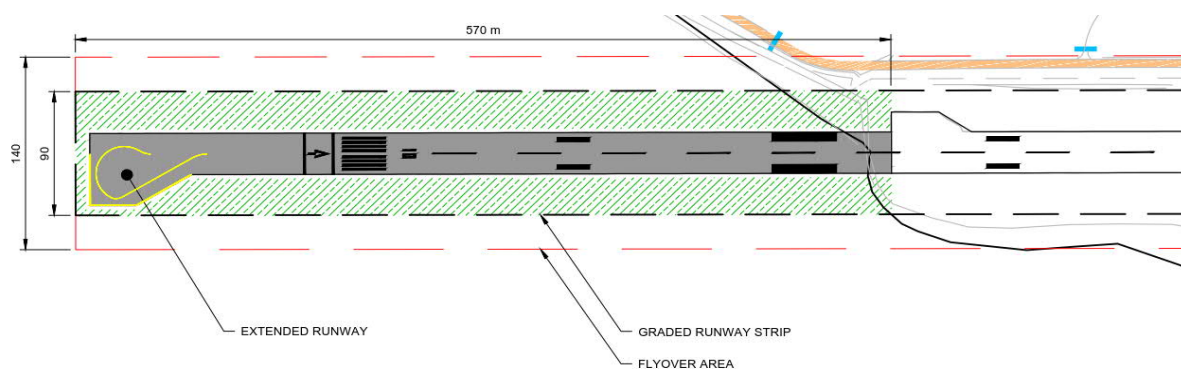 570 m
140
90
EXTENDED RUNWAY
GRADED RUNWAY STRIP
FLYOVER AREA